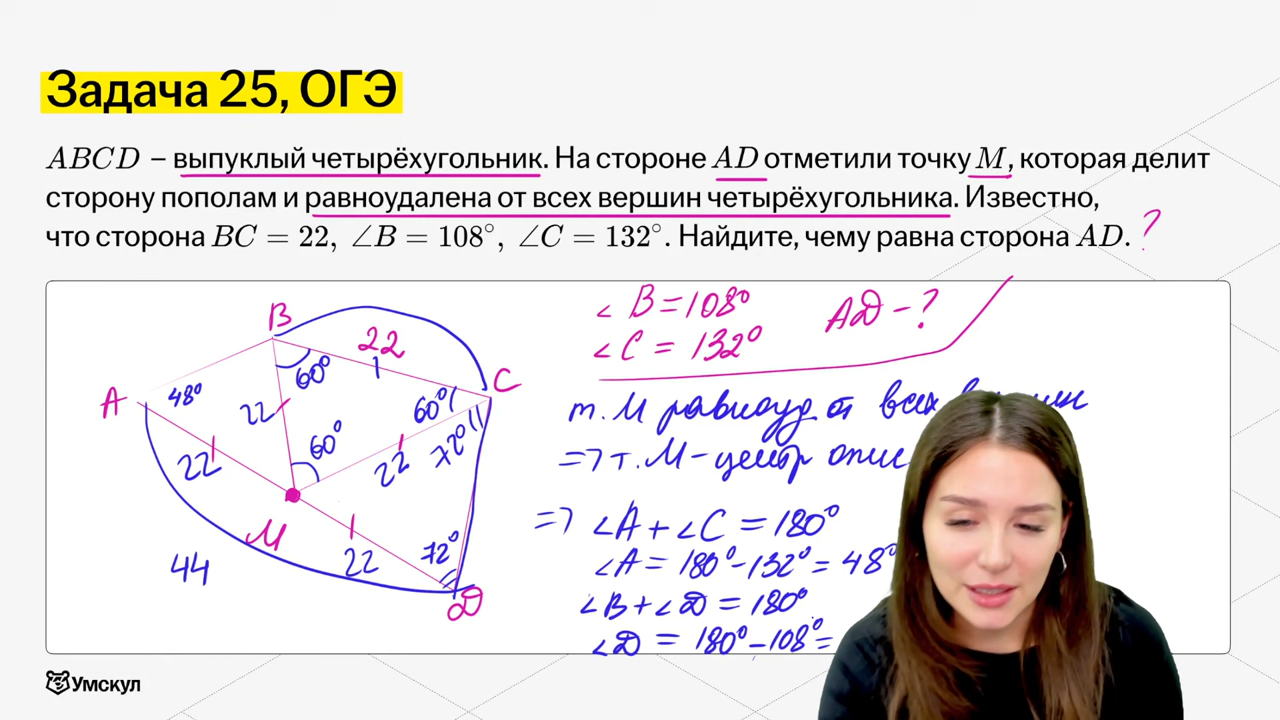 Задача 25, ОГЭ
ABCD – выпуклый четырёхугольник. На стороне AD отметили точку M, которая делит
сторону пополам и равноудалена от всех вершин четырёхугольника. Известно,
что сторона BC = 22, ∠B = 108°, ∠C = 132°. Найдите, чему равна сторона AD. ?
B
22
C
A
48°
60°
60°
22
60°
72°
22
22
M
22
72°
44
D
∠B = 108°
AD - ?
∠C = 132°
т. M равноуд от всех
=> т. M - центр опис
=> ∠A + ∠C = 180°
∠A = 180° - 132° = 48°
∠B + ∠D = 180°
∠D = 180° - 108° =
Умскул